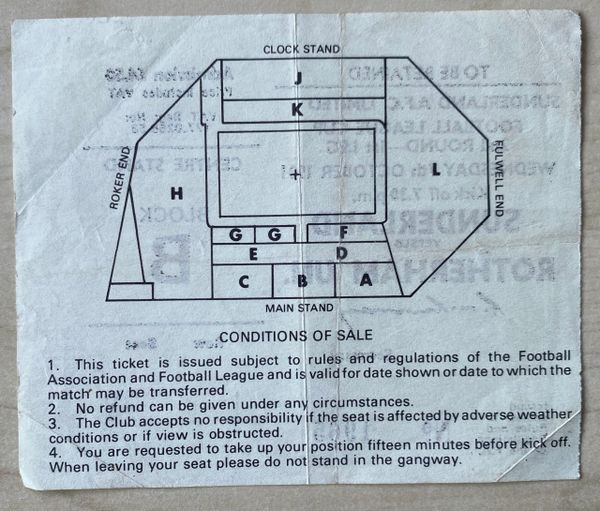 CLOCK STAND
J
K
ROKER END
H
L
FULWELL END
G G F
E D
C B A
MAIN STAND
CONDITIONS OF SALE
1. This ticket is issued subject to rules and regulations of the Football
Association and Football League and is valid for date shown or date to which the
match may be transferred.
2. No refund can be given under any circumstances.
3. The Club accepts no responsibility if the seat is affected by adverse weather
conditions or if view is obstructed.
4. You are requested to take up your position fifteen minutes before kick off.
When leaving your seat please do not stand in the gangway.